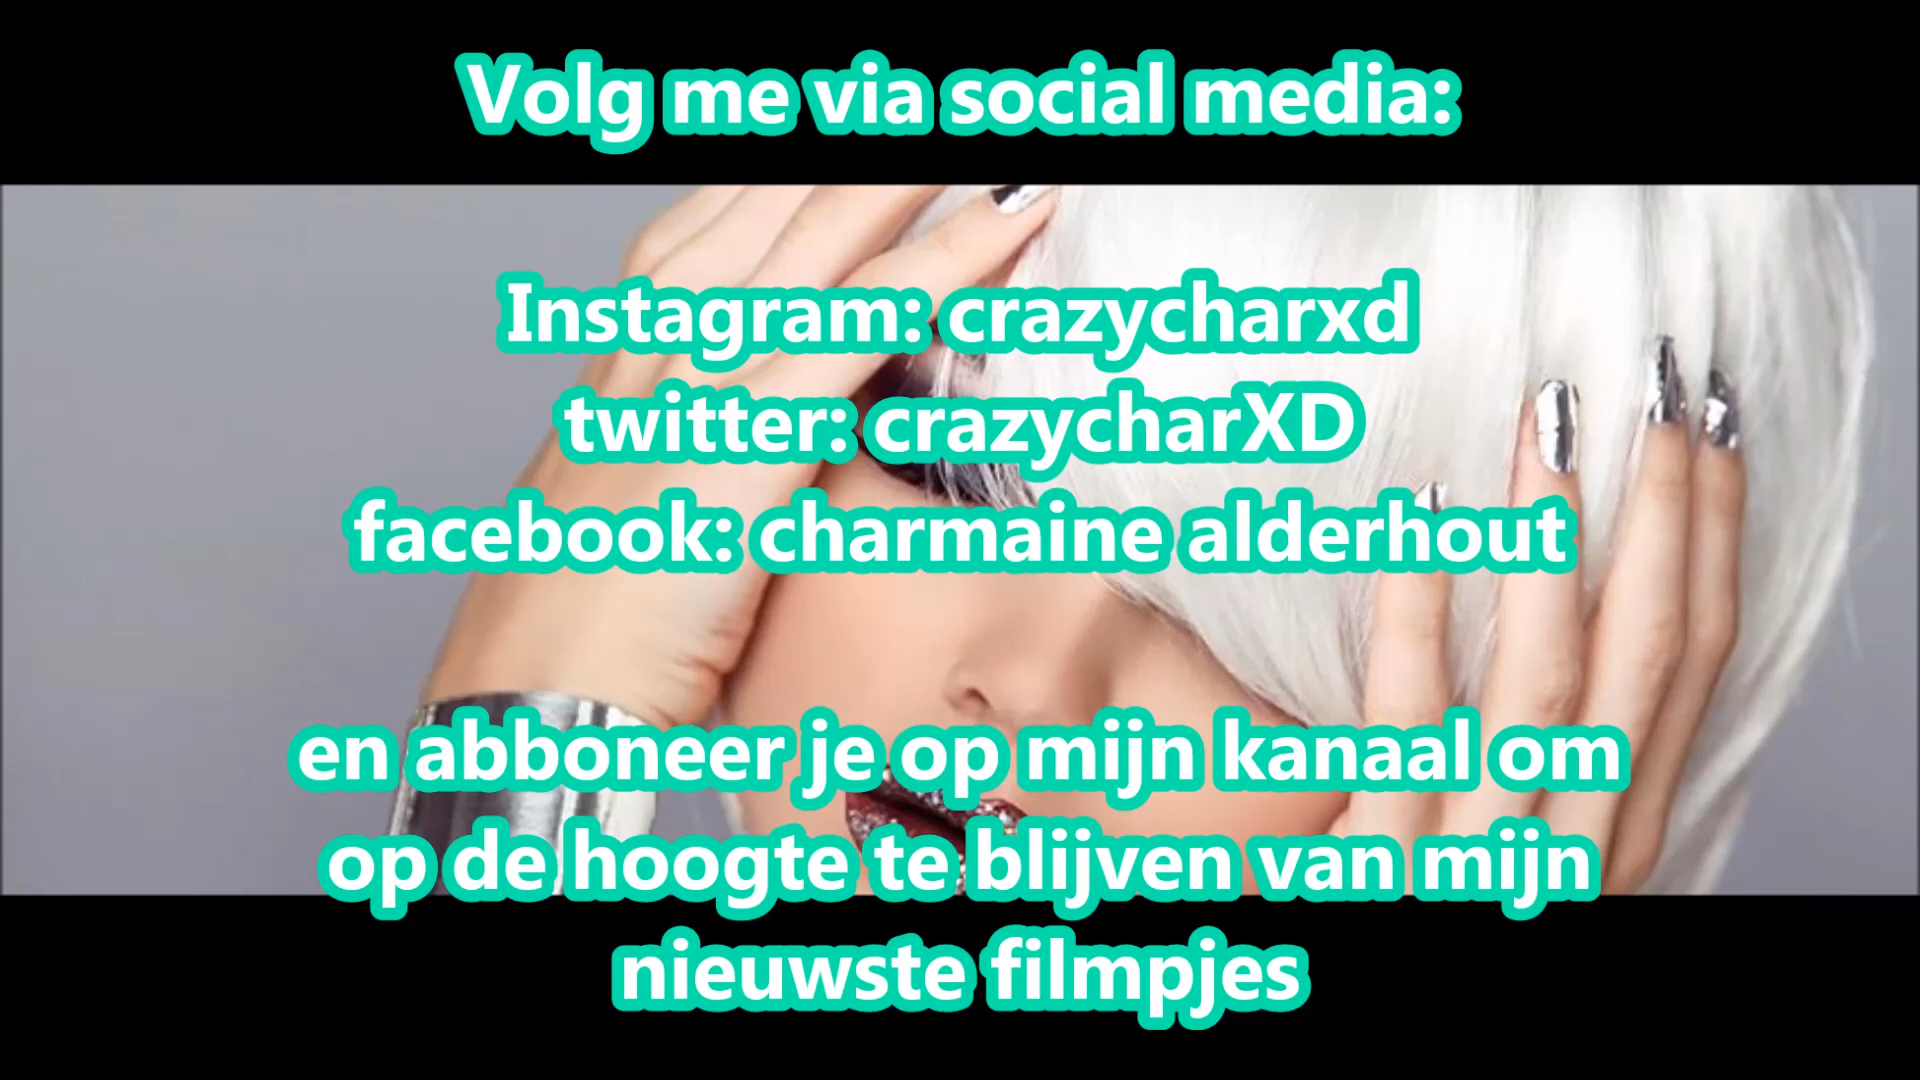 Volg me via social media:
Instagram: crazycharxd
twitter: crazycharXD
facebook: charmaine alderhout
en abboneer je op mijn kanaal om
op de hoogte te blijven van mijn
nieuwste filmpjes